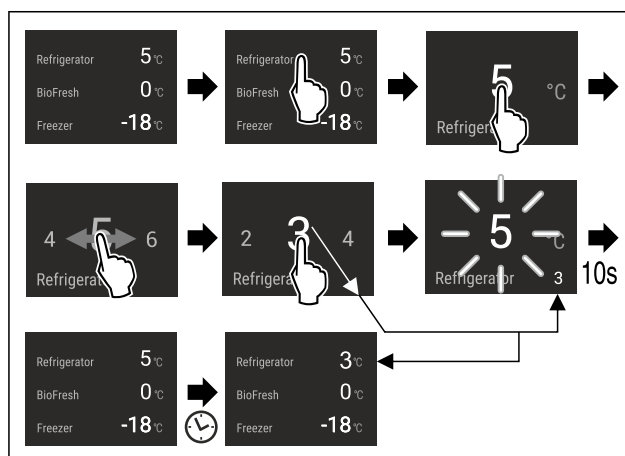 Refrigerator 5 °C
BioFresh 0 °C
Freezer -18 °C
Refrigerator 5 °C
BioFresh 0 °C
Freezer -18 °C
5 °C
Refrigera
4 5 6
Refrigerat
2 3 4
Refrigera
5 °C
Refrigerator 3
10s
Refrigerator 5 °C
BioFresh 0 °C
Freezer -18 °C
Refrigerator 3 °C
BioFresh 0 °C
Freezer -18 °C